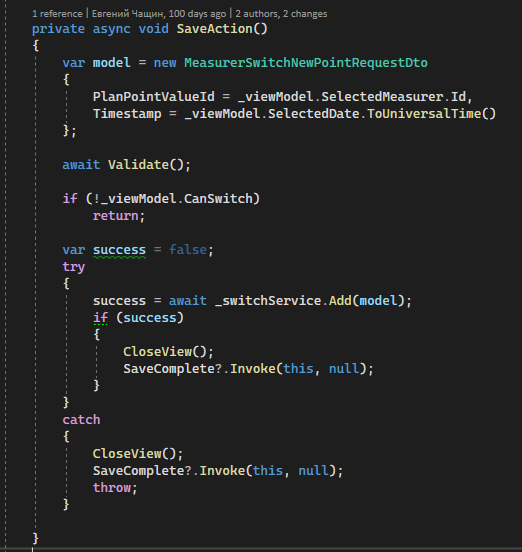 1 reference | Евгений Чащин, 100 days ago | 2 authors, 2 changes
private async void SaveAction()
{
    var model = new MeasurerSwitchNewPointRequestDto
    {
        PlanPointValueId = _viewModel.SelectedMeasurer.Id,
        Timestamp = _viewModel.SelectedDate.ToUniversalTime()
    };

    await Validate();

    if (!_viewModel.CanSwitch)
        return;

    var success = false;
    try
    {
        success = await _switchService.Add(model);
        if (success)
        {
            CloseView();
            SaveComplete?.Invoke(this, null);
        }
    }
    catch
    {
        CloseView();
        SaveComplete?.Invoke(this, null);
        throw;
    }

}